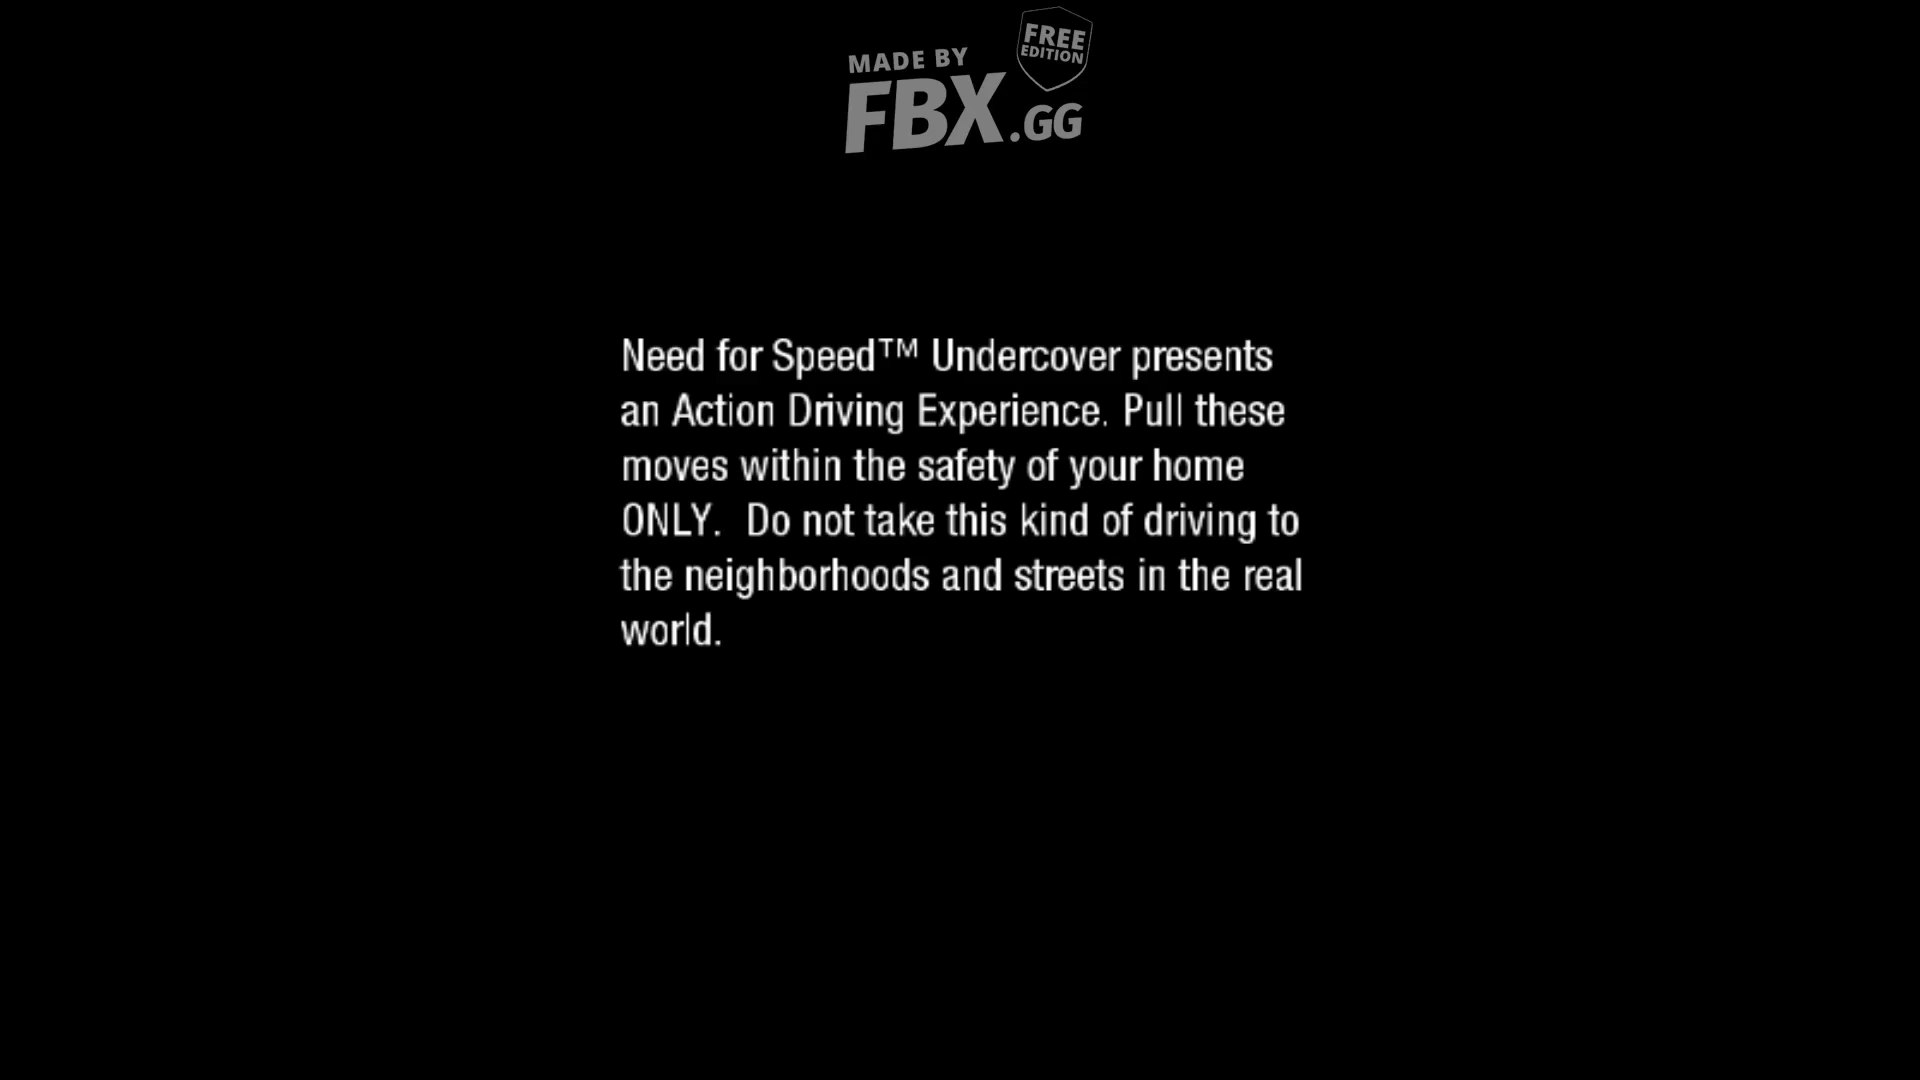 MADE BY
FREE
EDITION
FBX.GG
Need for Speed™ Undercover presents
an Action Driving Experience. Pull these
moves within the safety of your home
ONLY.  Do not take this kind of driving to
the neighborhoods and streets in the real
world.